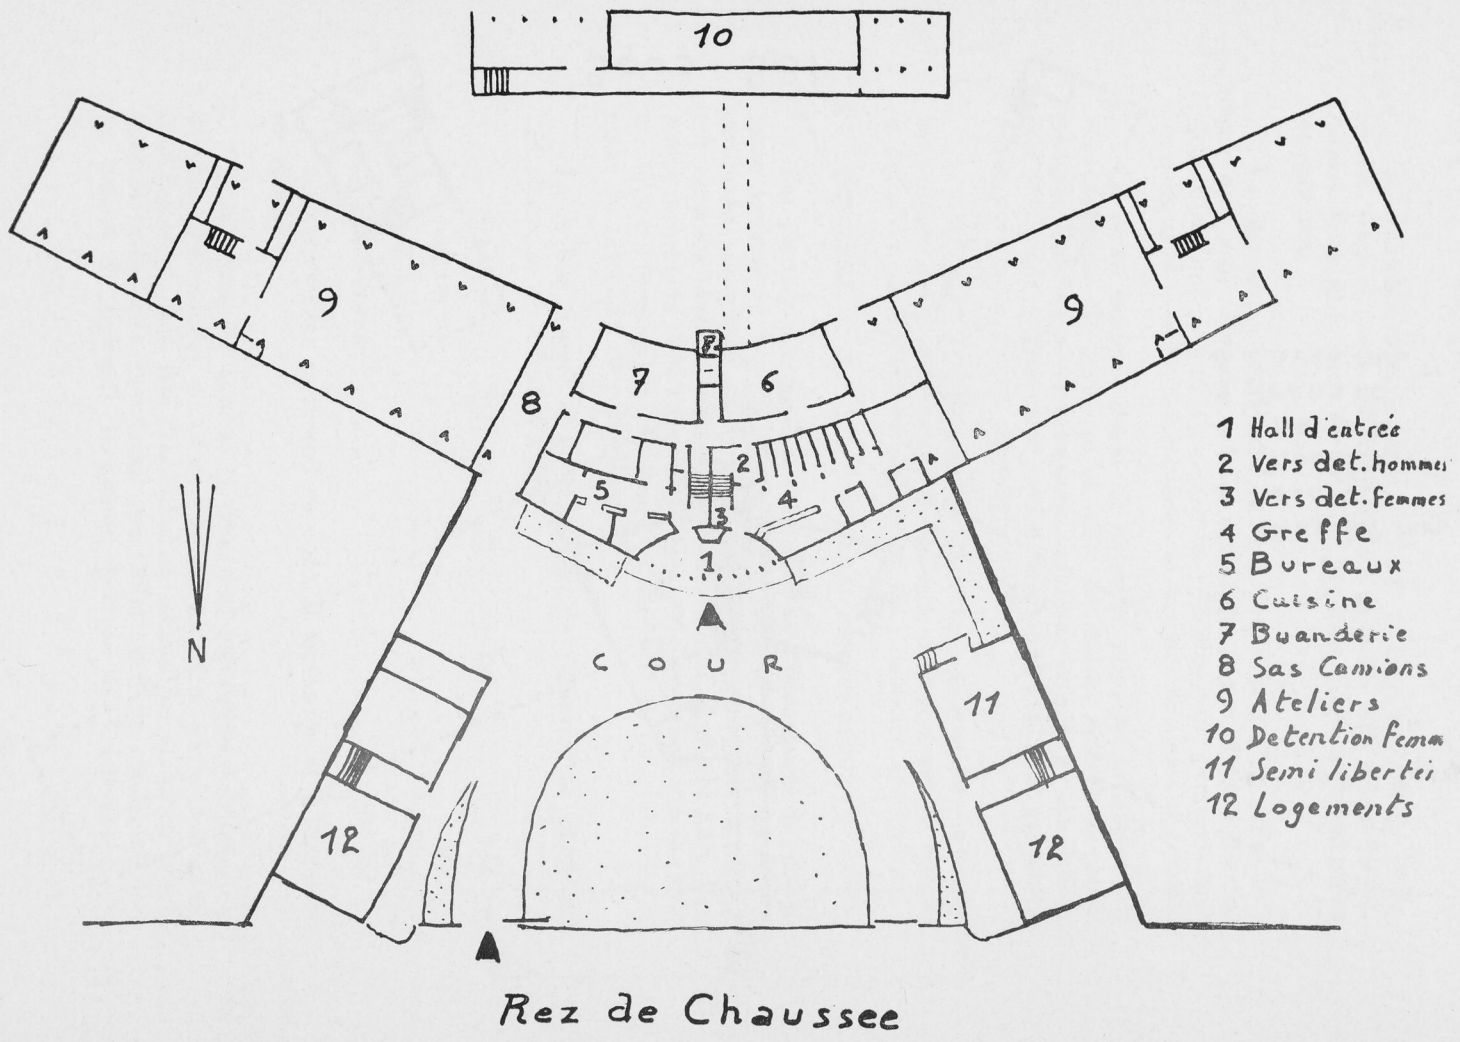 10
9
9
7
6
8
2
5
4
3
1
N
COUR
11
12
12
1 Hall d'entrée
2 Vers det. hommes
3 Vers det. femmes
4 Greffe
5 Bureaux
6 Cuisine
7 Buanderie
8 Sas Camions
9 Ateliers
10 Detention
11 Semi liberté
12 Logements
Rez de Chaussee